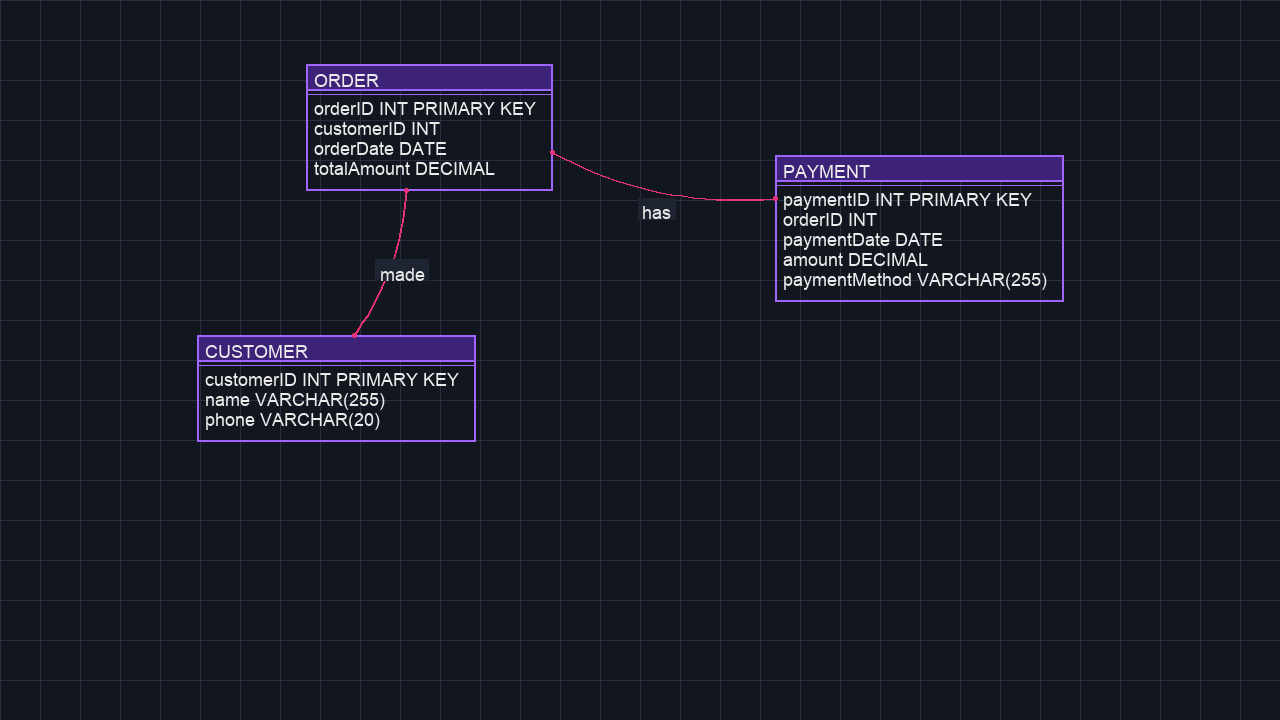 ORDER
orderID INT PRIMARY KEY
customerID INT
orderDate DATE
totalAmount DECIMAL
has
PAYMENT
paymentID INT PRIMARY KEY
orderID INT
paymentDate DATE
amount DECIMAL
paymentMethod VARCHAR(255)
made
CUSTOMER
customerID INT PRIMARY KEY
name VARCHAR(255)
phone VARCHAR(20)